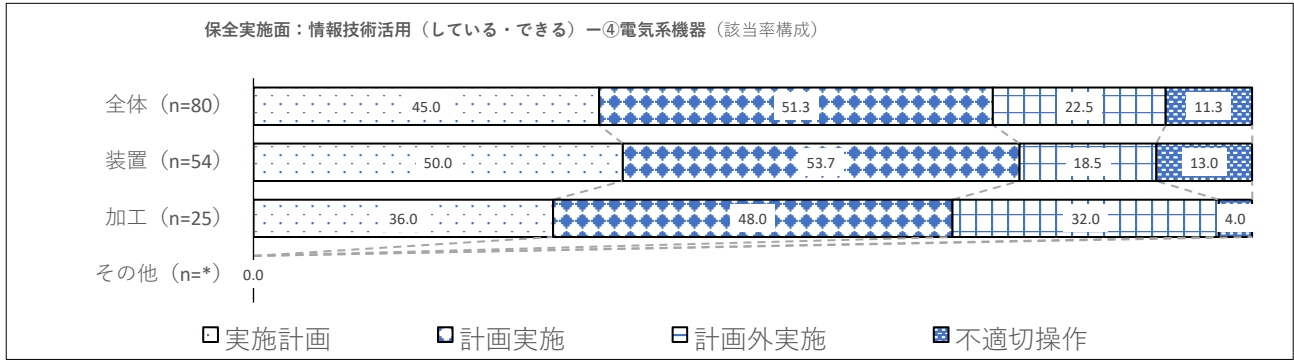 保全実施面：情報技術活用（している・できる）ー④電気系機器（該当率構成）
全体（n=80） 45.0 51.3 22.5 11.3
装置（n=54） 50.0 53.7 18.5 13.0
加工（n=25） 36.0 48.0 32.0 4.0
その他（n=*） 0.0
実施計画 計画実施 計画外実施 不適切操作